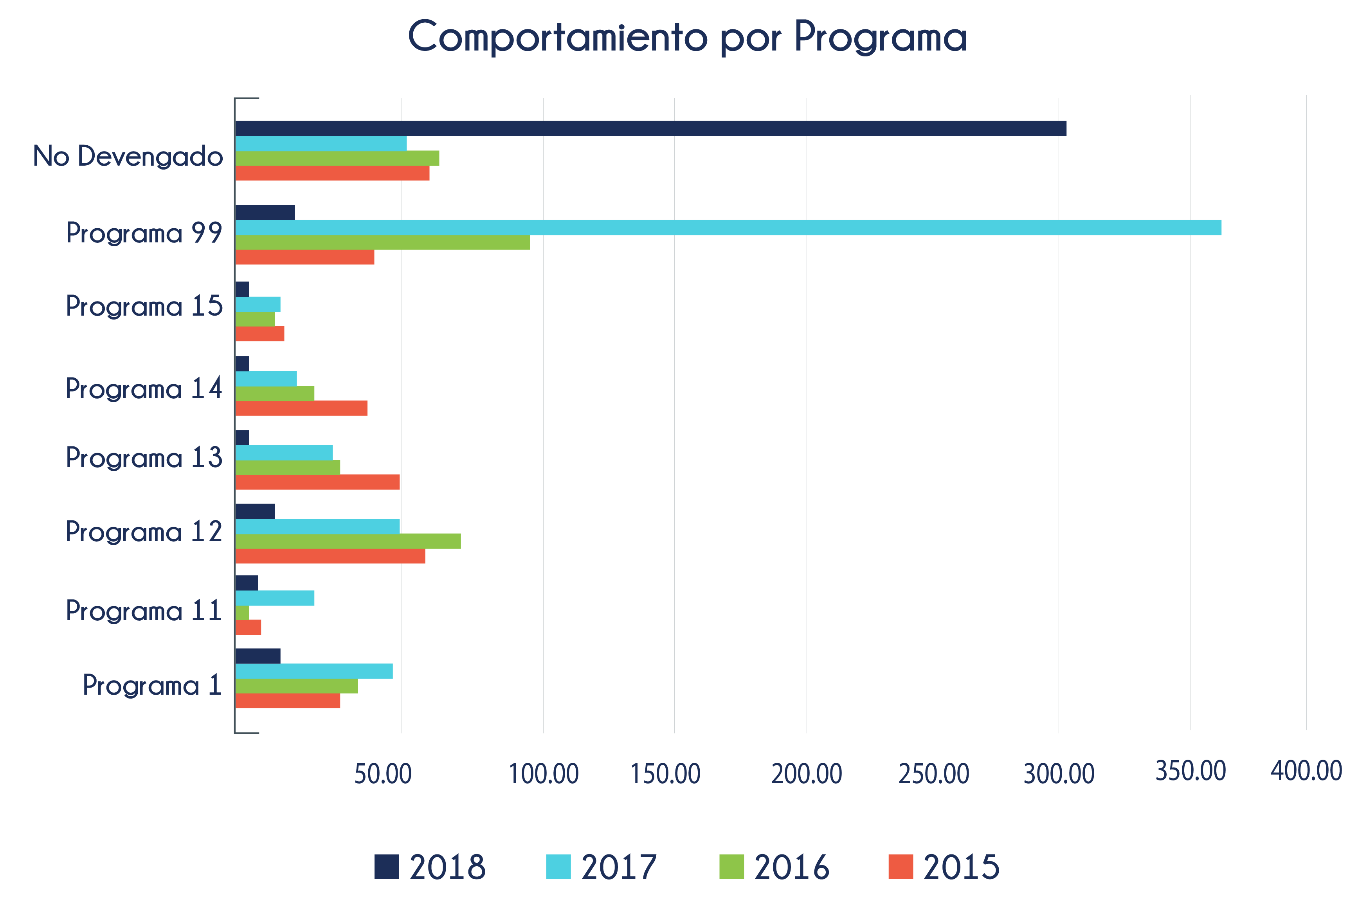 Comportamiento por Programa
No Devengado
Programa 99
Programa 15
Programa 14
Programa 13
Programa 12
Programa 11
Programa 1
50.00 100.00 150.00 200.00 250.00 300.00 350.00 400.00
2018 2017 2016 2015